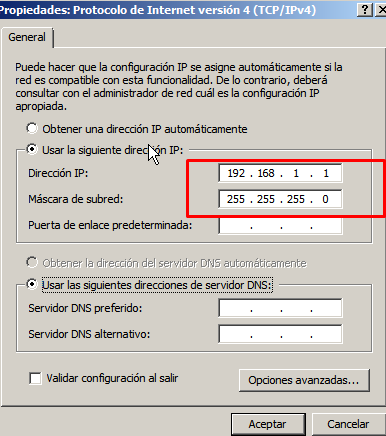 Propiedades: Protocolo de Internet versión 4 (TCP/IPv4)
General
Puede hacer que la configuración IP se asigne automáticamente si la
red es compatible con esta funcionalidad. De lo contrario, deberá
consultar con el administrador de red cuál es la configuración IP
apropiada.
Obtener una dirección IP automáticamente
Usar la siguiente dirección IP:
Dirección IP: 192 . 168 . 1 . 1
Máscara de subred: 255 . 255 . 255 . 0
Puerta de enlace predeterminada: . . .
Obtener la dirección del servidor DNS automáticamente
Usar las siguientes direcciones de servidor DNS:
Servidor DNS preferido: . . .
Servidor DNS alternativo: . . .
Validar configuración al salir
Opciones avanzadas...
Aceptar Cancelar